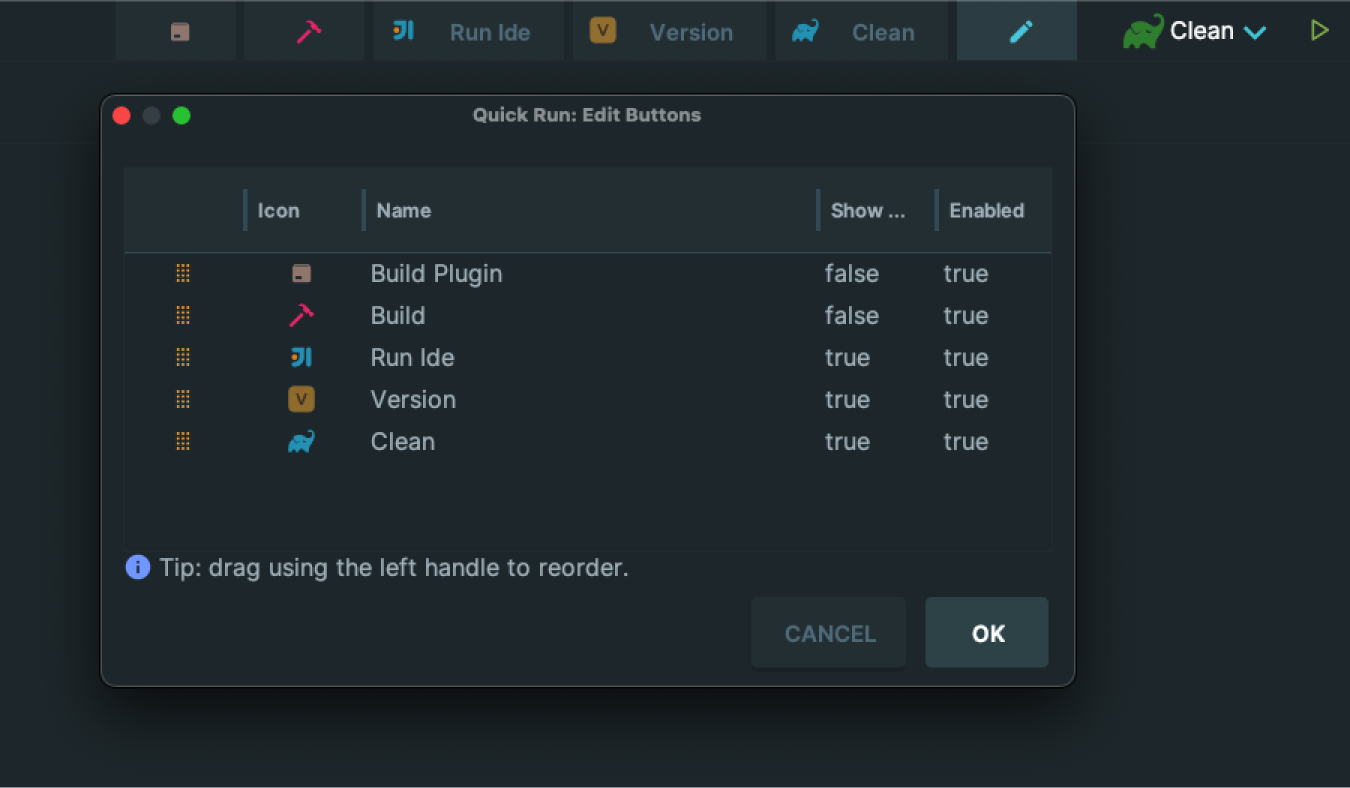 Run Ide V Version Clean Clean
Quick Run: Edit Buttons
Icon Name Show ... Enabled
Build Plugin false true
Build false true
Run Ide true true
V Version true true
Clean true true
Tip: drag using the left handle to reorder.
CANCEL OK